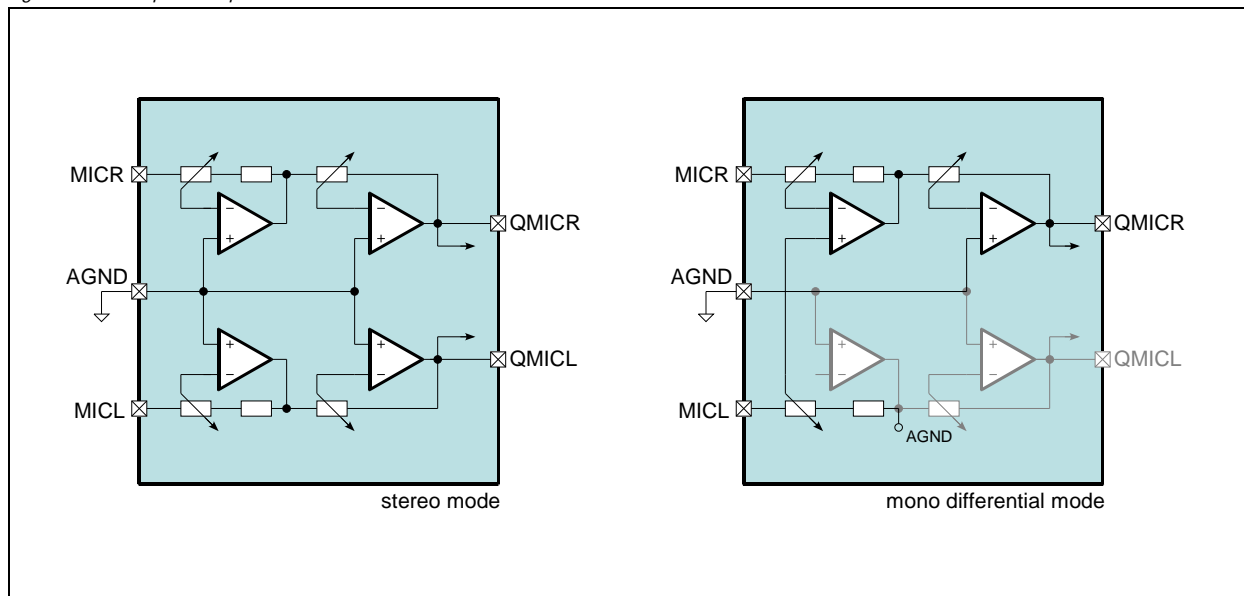 MICR
QMICR
AGND
QMICL
MICL
stereo mode
MICR
QMICR
AGND
QMICL
MICL
AGND
mono differential mode